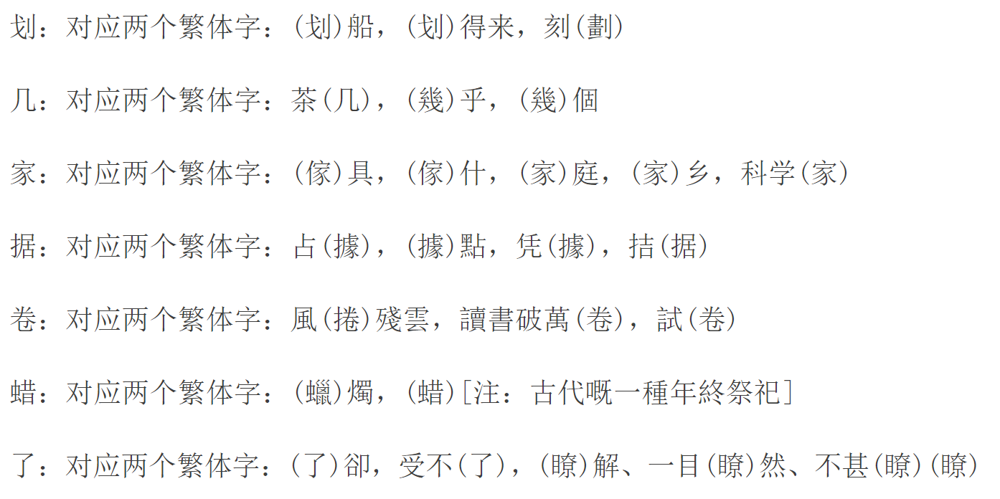 划：对应两个繁体字：(划)船，(划)得来，刻(劃)
几：对应两个繁体字：茶(几)，(幾)乎，(幾)個
家：对应两个繁体字：(傢)具，(傢)什，(家)庭，(家)乡，科学(家)
据：对应两个繁体字：占(據)，(據)點，凭(據)，拮(据)
卷：对应两个繁体字：風(捲)殘雲，讀書破萬(卷)，試(卷)
蜡：对应两个繁体字：(蠟)燭，(蜡)[注：古代嘅一種年終祭祀]
了：对应两个繁体字：(了)卻，受不(了)，(瞭)解、一目(瞭)然、不甚(瞭)(瞭)